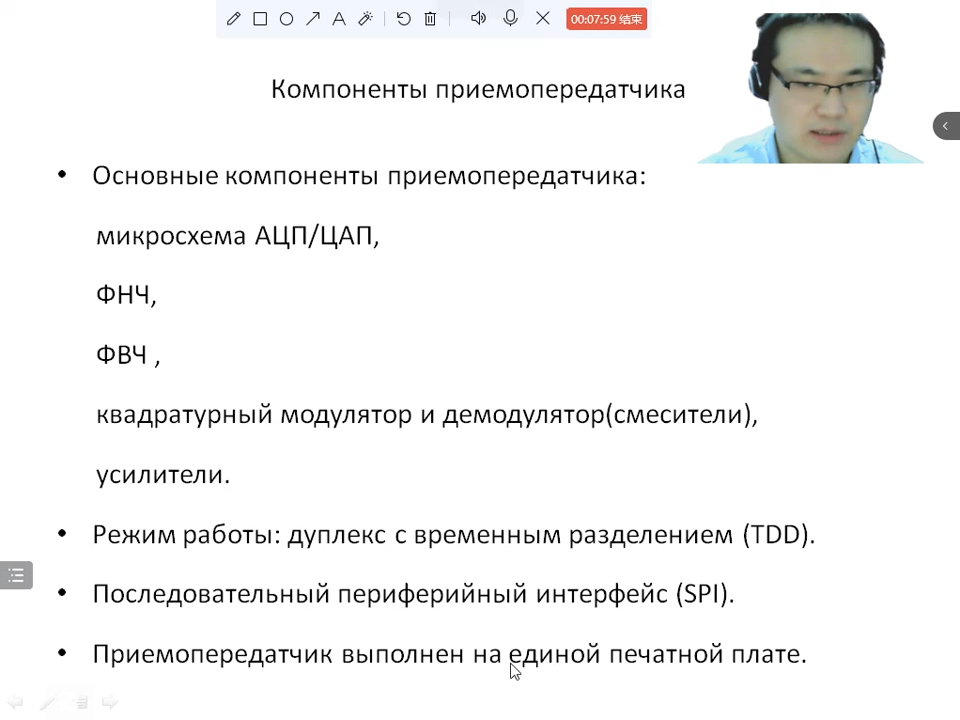 00:07:59 结束
Компоненты приемопередатчика
• Основные компоненты приемопередатчика:
микросхема АЦП/ЦАП,
ФНЧ,
ФВЧ ,
квадратурный модулятор и демодулятор(смесители),
усилители.
• Режим работы: дуплекс с временным разделением (TDD).
• Последовательный периферийный интерфейс (SPI).
• Приемопередатчик выполнен на единой печатной плате.